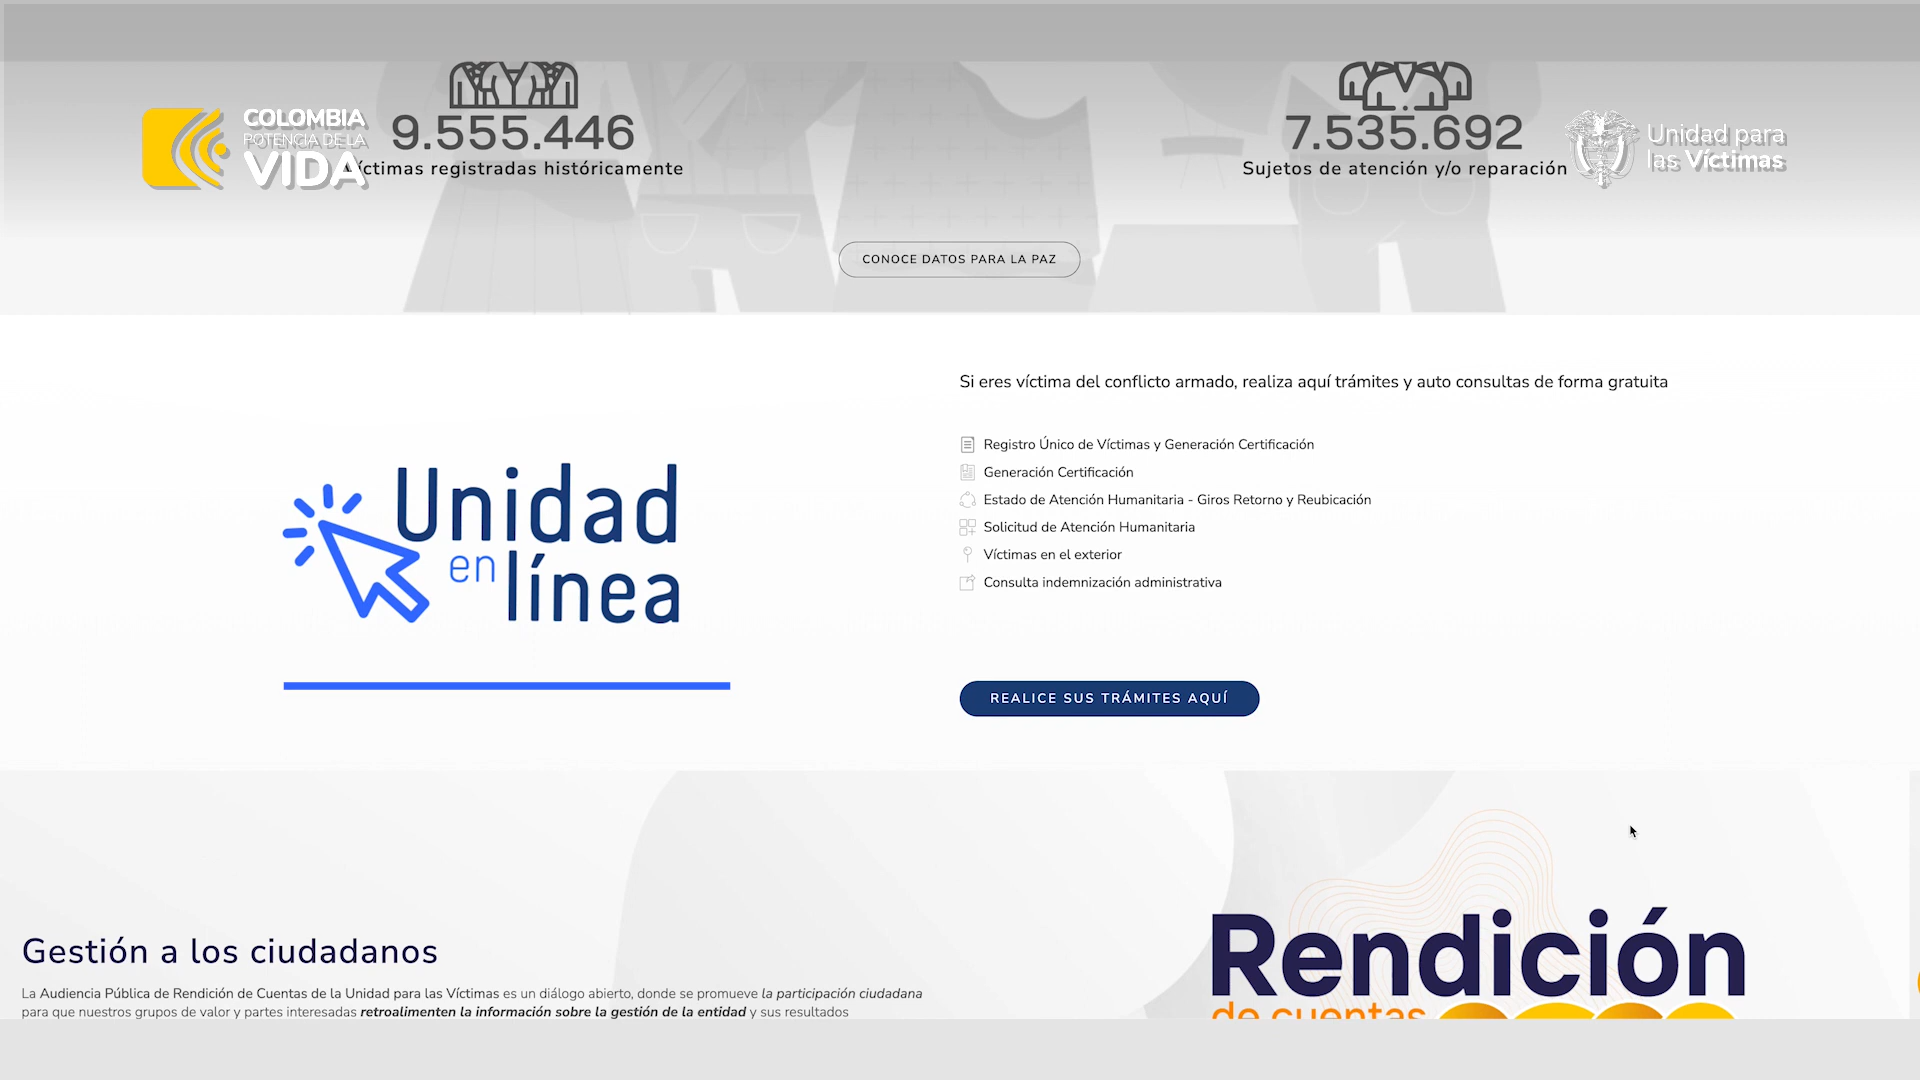 COLOMBIA
POTENCIA DE LA
VIDA
9.555.446
Víctimas registradas históricamente
7.535.692
Sujetos de atención y/o reparación
Unidad para
las Víctimas
CONOCE DATOS PARA LA PAZ
Unidad
en línea
Si eres víctima del conflicto armado, realiza aquí trámites y auto consultas de forma gratuita
Registro Único de Víctimas y Generación Certificación
Generación Certificación
Estado de Atención Humanitaria - Giros Retorno y Reubicación
Solicitud de Atención Humanitaria
Víctimas en el exterior
Consulta indemnización administrativa
REALICE SUS TRÁMITES AQUÍ
Gestión a los ciudadanos
La Audiencia Pública de Rendición de Cuentas de la Unidad para las Víctimas es un diálogo abierto, donde se promueve la participación ciudadana
para que nuestros grupos de valor y partes interesadas retroalimenten la información sobre la gestión de la entidad y sus resultados
Rendición
de cuentas